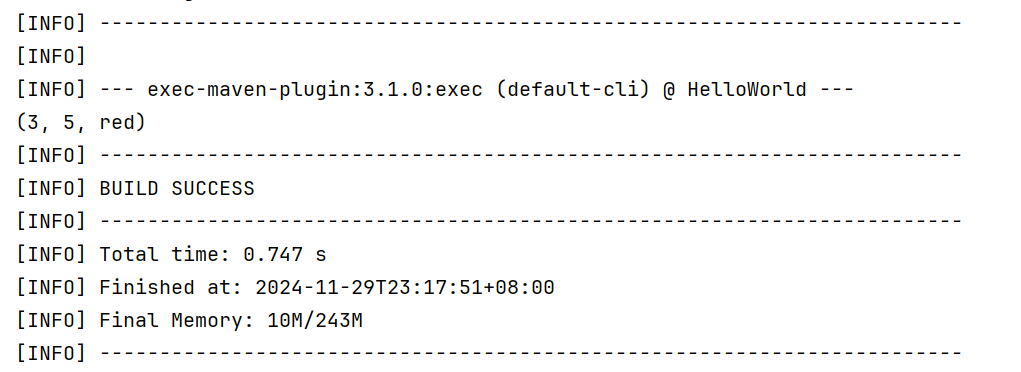 [INFO] ------------------------------------------------------------------------
[INFO]
[INFO] --- exec-maven-plugin:3.1.0:exec (default-cli) @ HelloWorld ---
(3, 5, red)
[INFO] ------------------------------------------------------------------------
[INFO] BUILD SUCCESS
[INFO] ------------------------------------------------------------------------
[INFO] Total time: 0.747 s
[INFO] Finished at: 2024-11-29T23:17:51+08:00
[INFO] Final Memory: 10M/243M
[INFO] ------------------------------------------------------------------------